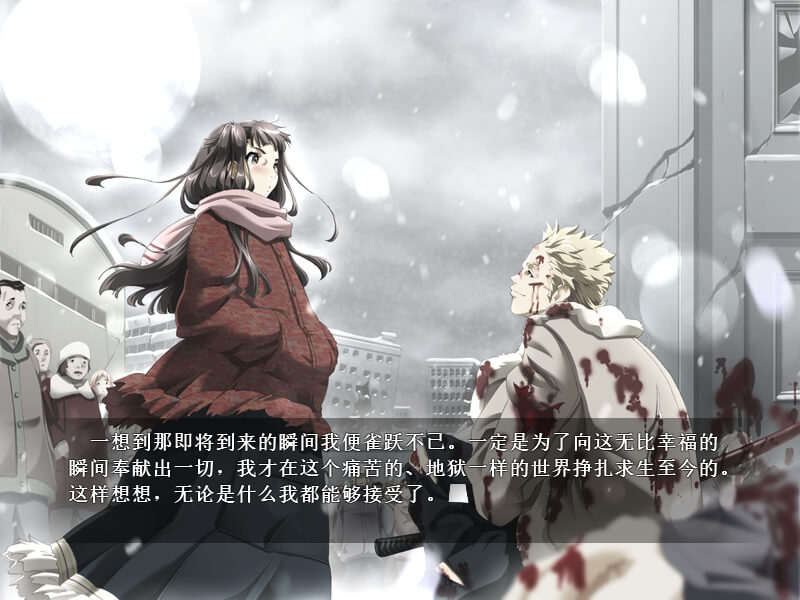 一想到那即将到来的瞬间我便雀跃不已。一定是为了向这无比幸福的
瞬间奉献出一切，我才在这个痛苦的、地狱一样的世界挣扎求生至今的。
这样想想，无论是什么我都能够接受了。